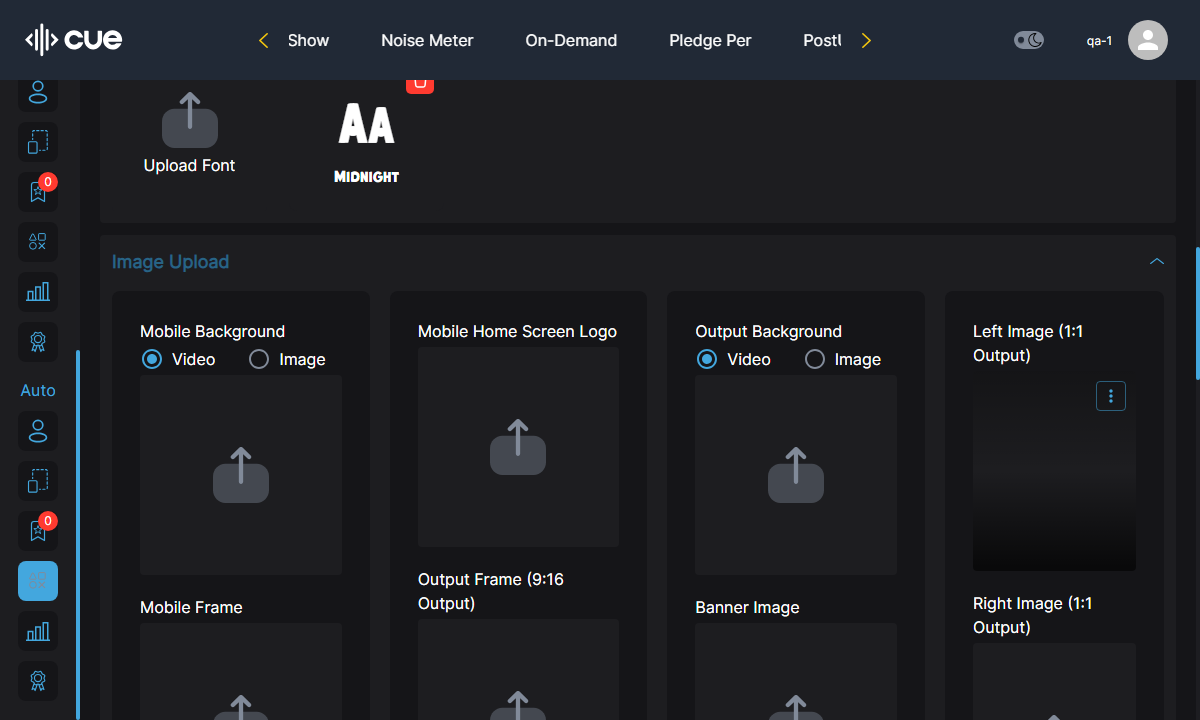 cue
Show
Noise Meter
On-Demand
Pledge Per
qa-1
Upload Font
AA
MIDNIGHT
0
Image Upload
Mobile Background
Video
Image
Mobile Home Screen Logo
Output Background
Video
Image
Left Image (1:1
Output)
Auto
0
Output Frame (9:16
Output)
Mobile Frame
Banner Image
Right Image (1:1
Output)